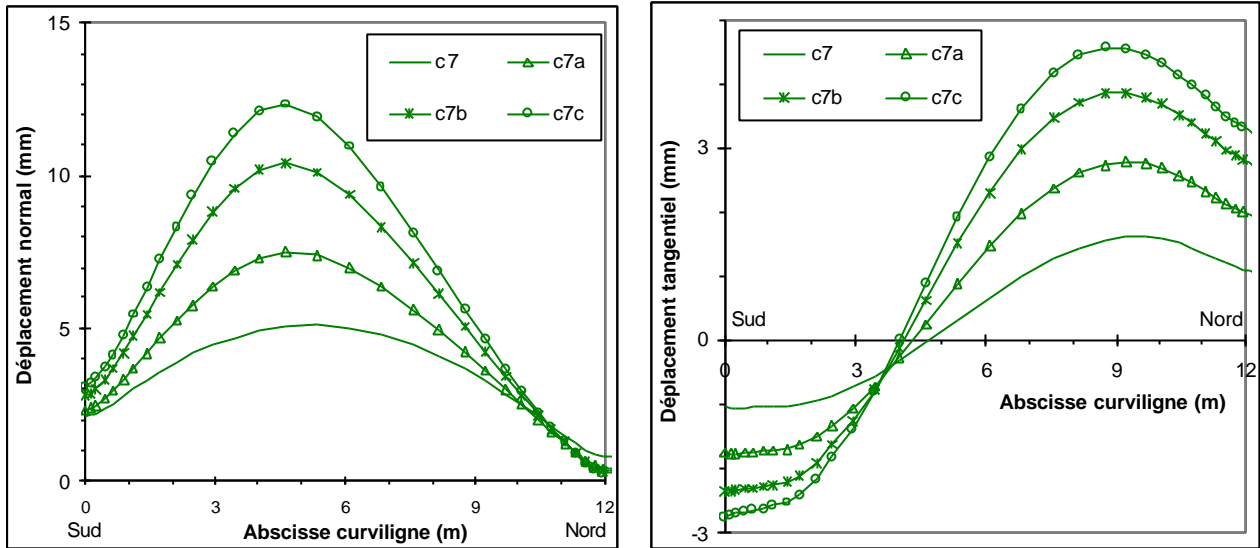 15
10
5
0
Déplacement normal (mm)
c7
c7a
c7b
c7c
0
3
6
9
12
Sud
Abscisse curviligne (m)
Nord
3
0
-3
Déplacement tangentiel (mm)
c7
c7a
c7b
c7c
Sud
Nord
0
3
6
9
12
Abscisse curviligne (m)